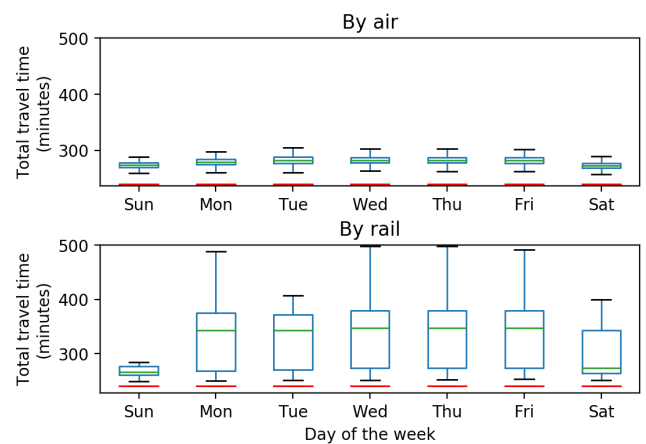 By air
Total travel time
(minutes)
500
400
300
Sun Mon Tue Wed Thu Fri Sat
By rail
Total travel time
(minutes)
500
400
300
Sun Mon Tue Wed Thu Fri Sat
Day of the week